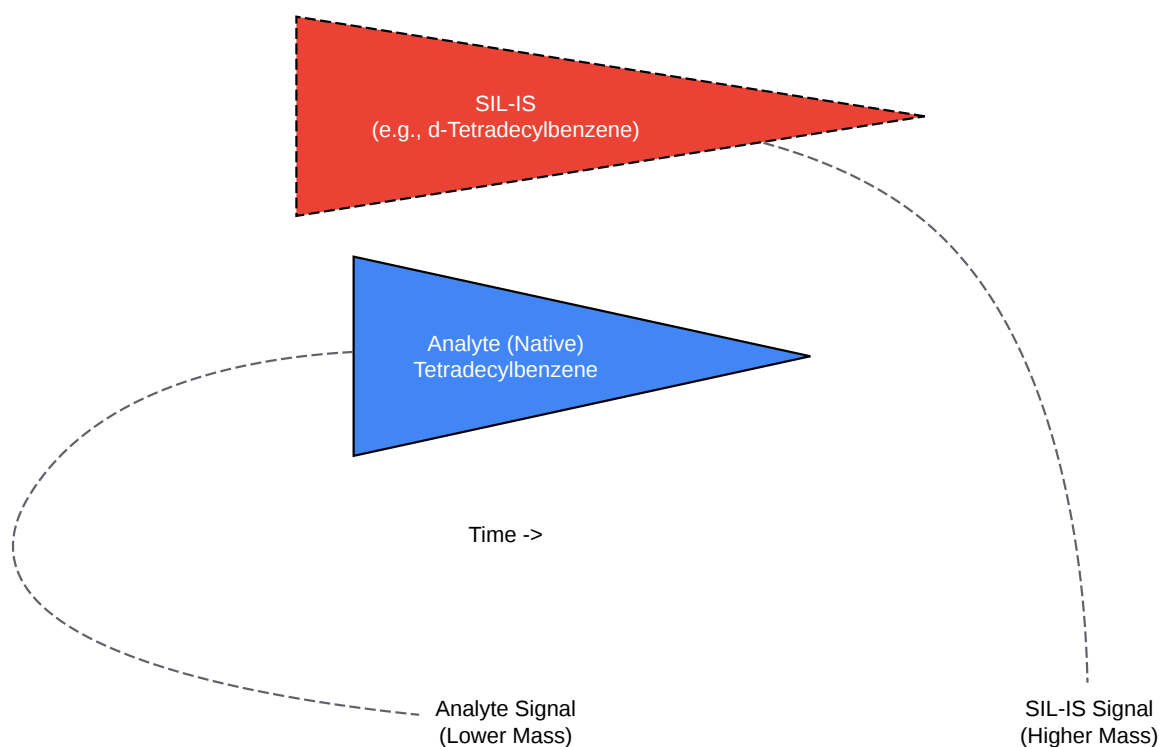 SIL-IS
(e.g., d-Tetradecylbenzene)
Analyte (Native)
Tetradecylbenzene
Time ->
Analyte Signal
(Lower Mass)
SIL-IS Signal
(Higher Mass)